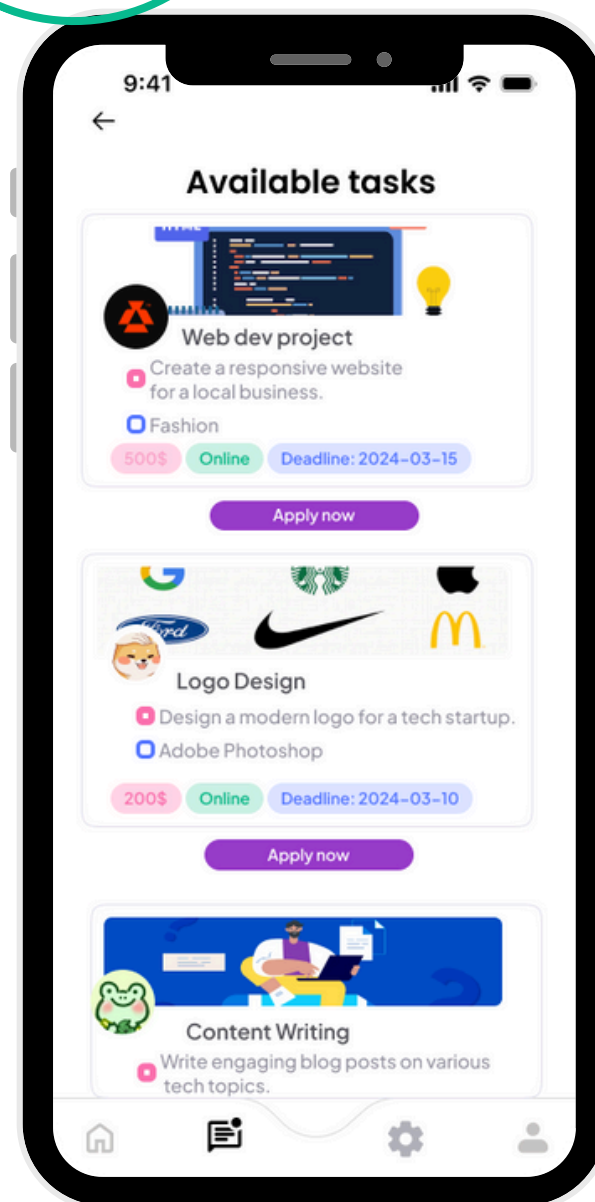 9:41
Available tasks
HTML
Web dev project
Create a responsive website
for a local business.
Fashion
500$ Online Deadline: 2024-03-15
Apply now
Ford
Logo Design
Design a modern logo for a tech startup.
Adobe Photoshop
200$ Online Deadline: 2024-03-10
Apply now
Content Writing
Write engaging blog posts on various
tech topics.